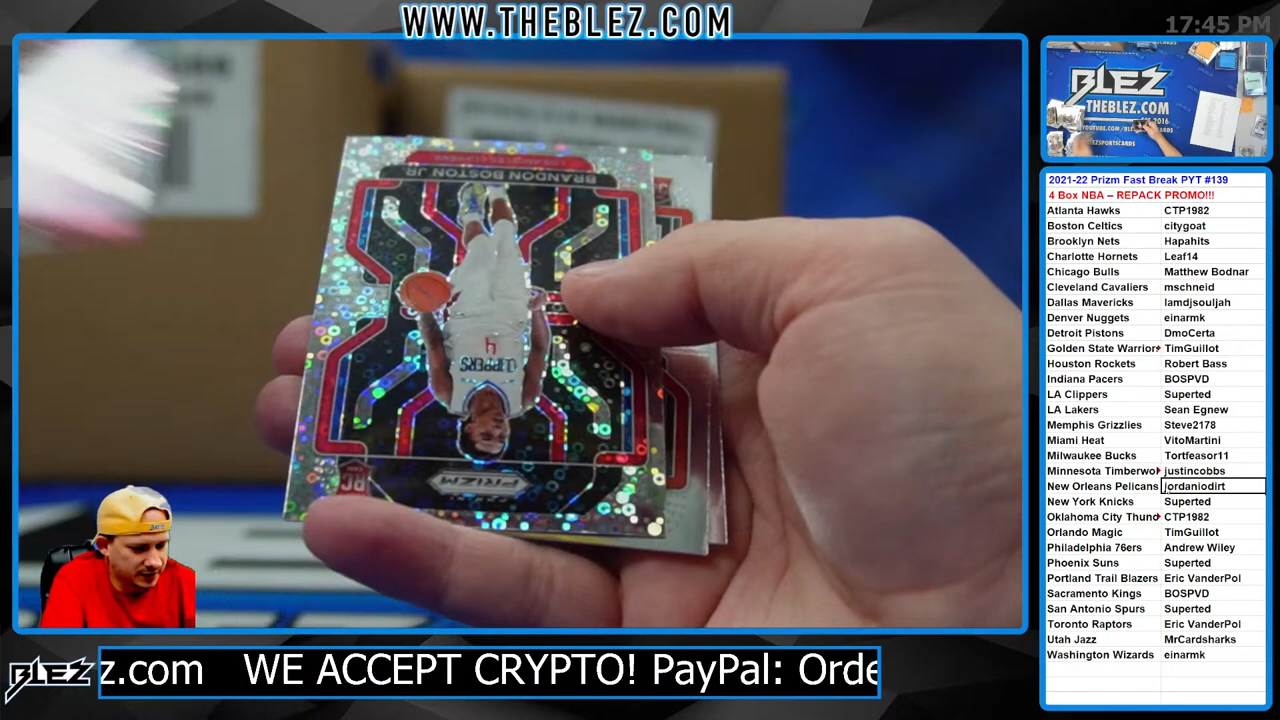 WWW.THEBLEZ.COM
17:45 PM
BLEZ
THEBLEZ.COM
2016
BRANDON BOSTON JR
CLIPPERS
4
RC
PRIZM
2021-22 Prizm Fast Break PYT #139
4 Box NBA – REPACK PROMO!!!
Atlanta Hawks CTP1982
Boston Celtics citygoat
Brooklyn Nets Hapahits
Charlotte Hornets Leaf14
Chicago Bulls Matthew Bodnar
Cleveland Cavaliers mschneid
Dallas Mavericks Iamdjsouljah
Denver Nuggets einarmk
Detroit Pistons DmoCerta
Golden State Warrior TimGuillot
Houston Rockets Robert Bass
Indiana Pacers BOSPVD
LA Clippers Superted
LA Lakers Sean Egnew
Memphis Grizzlies Steve2178
Miami Heat VitoMartini
Milwaukee Bucks Tortfeasor11
Minnesota Timberwol justincobbs
New Orleans Pelicans jordaniodirt
New York Knicks Superted
Oklahoma City Thund CTP1982
Orlando Magic TimGuillot
Philadelphia 76ers Andrew Wiley
Phoenix Suns Superted
Portland Trail Blazers Eric VanderPol
Sacramento Kings BOSPVD
San Antonio Spurs Superted
Toronto Raptors Eric VanderPol
Utah Jazz MrCardsharks
Washington Wizards einarmk
BLEZ
z.com WE ACCEPT CRYPTO! PayPal: Orde